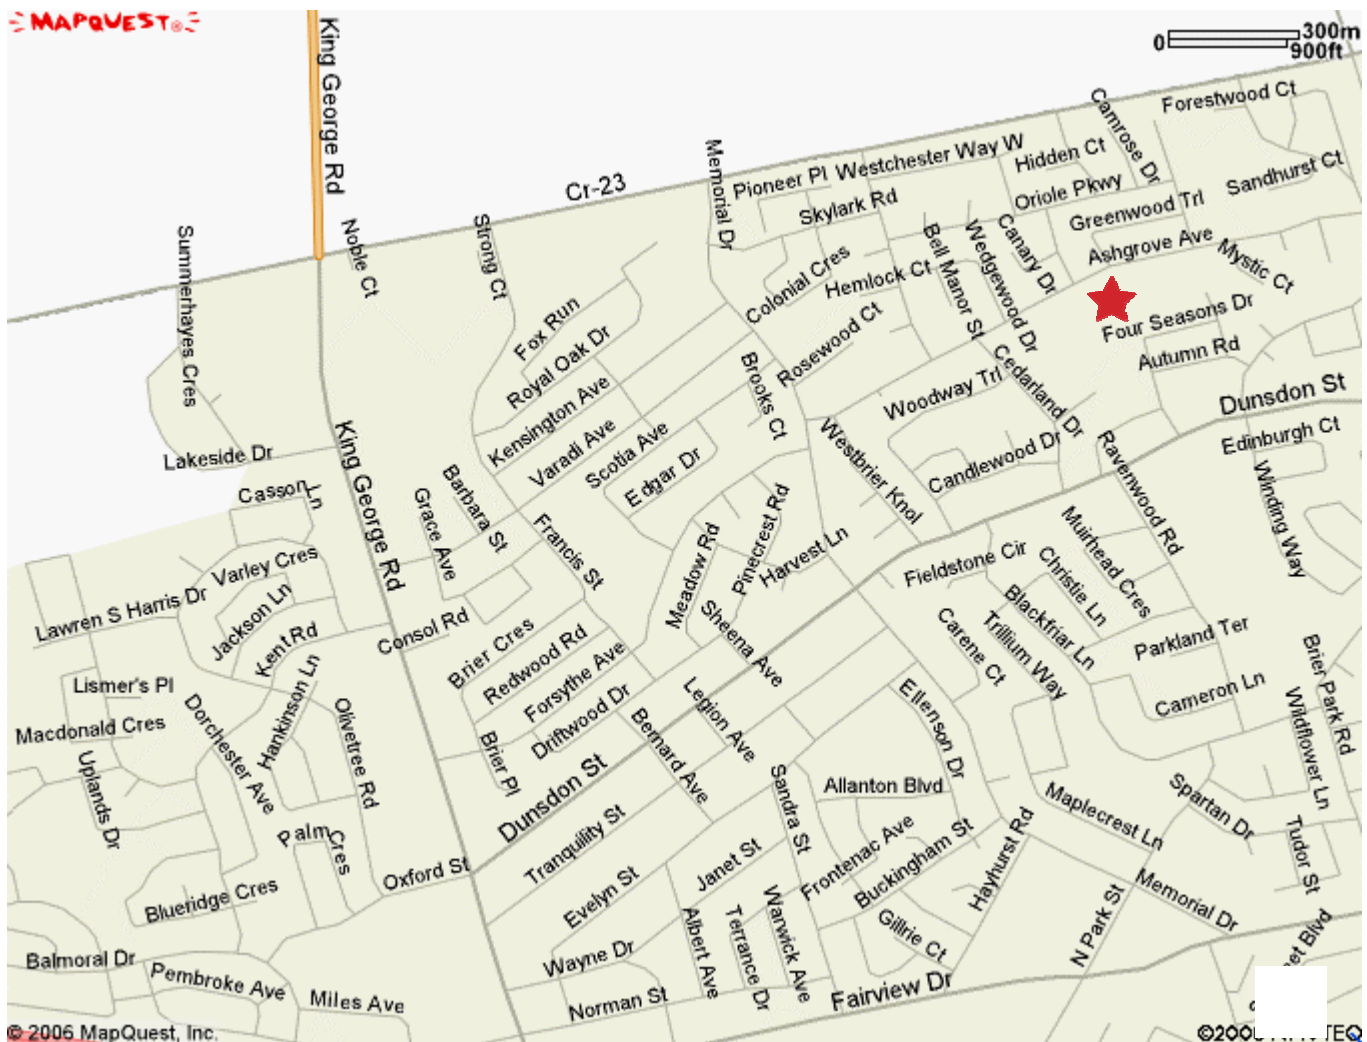 MAPQUEST
0 300m
900ft
King George Rd
Cr-23
Memorial Dr
Pioneer Pl
Westchester Way W
Camrose Dr
Forestwood Ct
Hidden Ct
Sandhurst Ct
Oriole Pkwy
Skylark Rd
Greenwood Trl
Ashgrove Ave
Mystic Ct
Canary Dr
Wedgewood Dr
Bell Manor St
Hemlock Ct
Colonial Cres
Rosewood Ct
Four Seasons Dr
Autumn Rd
Summerhayes Cres
Noble Ct
Strong Ct
Fox Run
Royal Oak Dr
Kensington Ave
Varadi Ave
Scotia Ave
Edgar Dr
Brooks Ct
Woodway Trl
Cedarland Dr
Dunsdon St
Edinburgh Ct
Candlewood Dr
Westbrier Knol
Ravenwood Rd
Winding Way
Lakeside Dr
Casson Ln
King George Rd
Grace Ave
Barbara St
Francis St
Meadow Rd
Pinecrest Rd
Harvest Ln
Fieldstone Cir
Muirhead Cres
Christie Ln
Blackfriar Ln
Trillium Way
Carene Ct
Parkland Ter
Cameron Ln
Brier Park Rd
Wildflower Ln
Varley Cres
Lawren S Harris Dr
Jackson Ln
Kent Rd
Hankinson Ln
Consol Rd
Brier Cres
Redwood Rd
Forsythe Ave
Driftwood Dr
Sheena Ave
Legion Ave
Bernard Ave
Ellenson Dr
Lismer's Pl
Macdonald Cres
Dorchester Ave
Olivetree Rd
Uplands Dr
Brier Pl
Dunsdon St
Tranquility St
Sandra St
Allanton Blvd
Maplecrest Ln
Spartan Dr
Tudor St
Palm Cres
Oxford St
Evelyn St
Janet St
Frontenac Ave
Buckingham St
Hayhurst Rd
Memorial Dr
N Park St
Blueridge Cres
Wayne Dr
Albert Ave
Terrance Dr
Warwick Ave
Gillrie Ct
Fairview Dr
Balmoral Dr
Pembroke Ave
Miles Ave
Norman St
Blvd
© 2006 MapQuest, Inc.